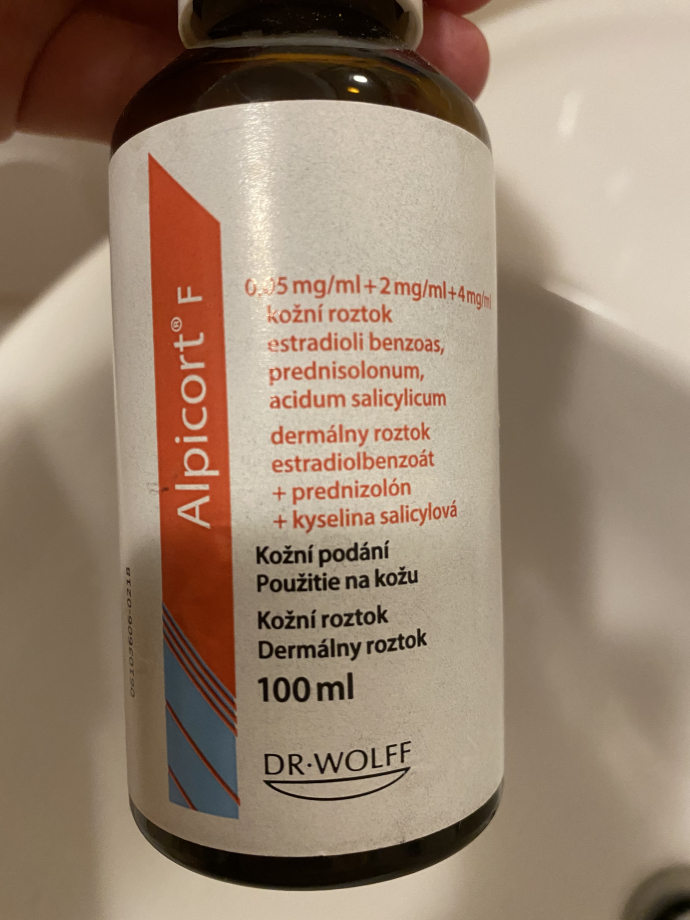 Alpicort® F
0,05 mg/ml+2 mg/ml+4 mg/ml
kožní roztok
estradioli benzoas,
prednisolonum,
acidum salicylicum
dermálny roztok
estradiolbenzoát
+ prednizolón
+ kyselina salicylová
Kožní podání
Použitie na kožu
Kožní roztok
Dermálny roztok
100 ml
DR·WOLFF